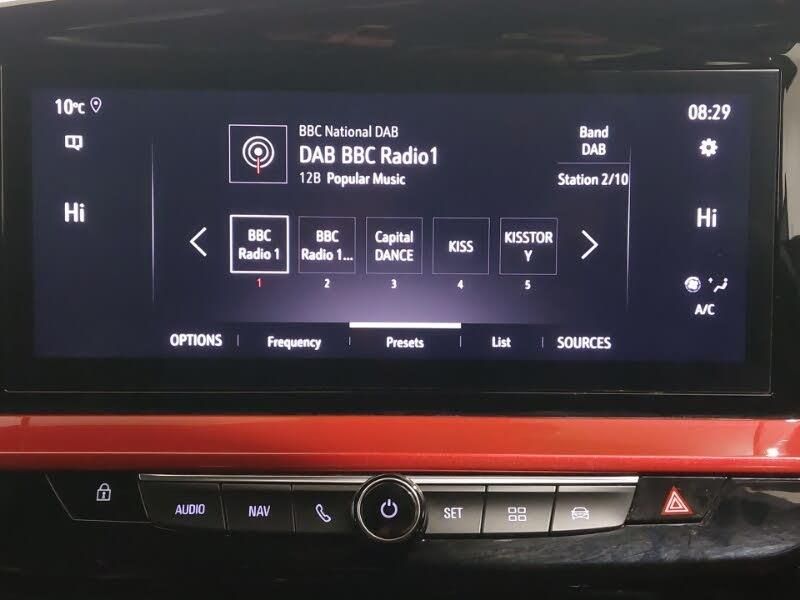 10°C
08:29
BBC National DAB
DAB BBC Radio1
12B Popular Music
Band
DAB
Station 2/10
Hi
Hi
BBC
Radio 1
BBC
Radio 1...
Capital
DANCE
KISS
KISSTOR
Y
1
2
3
4
5
A/C
OPTIONS
Frequency
Presets
List
SOURCES
AUDIO
NAV
SET